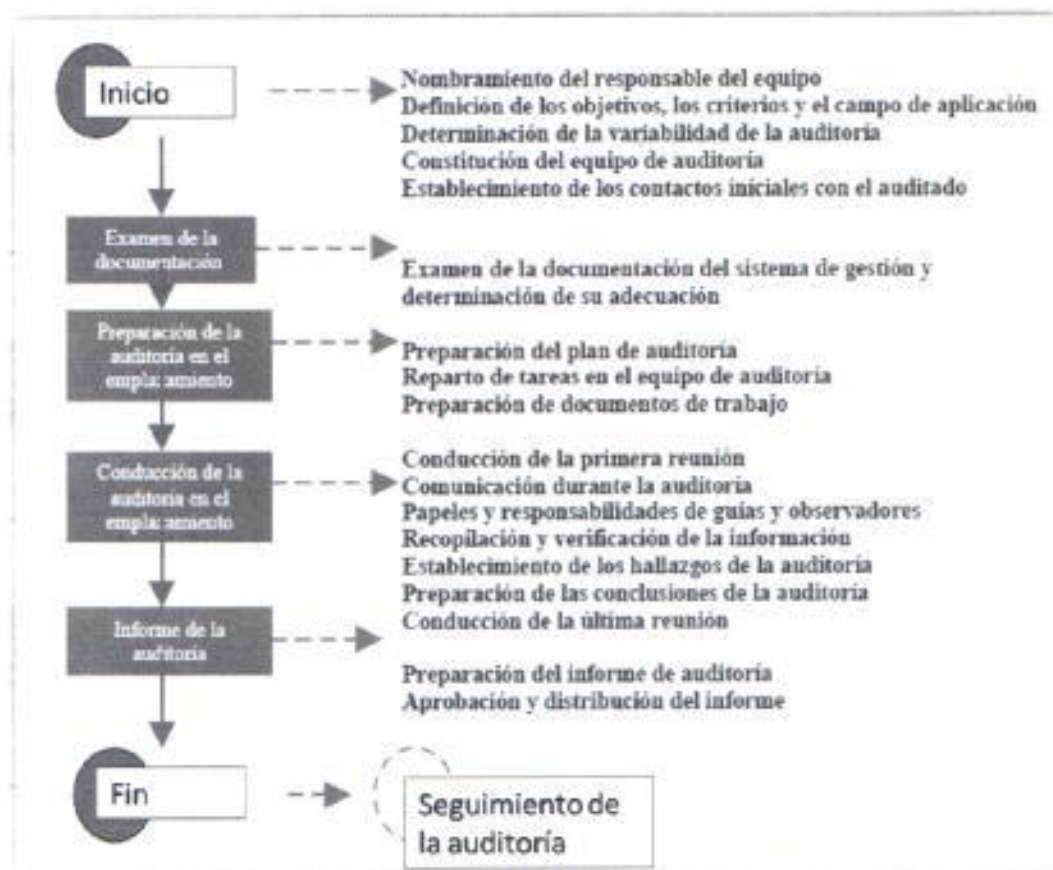 Inicio
Nombramiento del responsable del equipo
Definición de los objetivos, los criterios y el campo de aplicación
Determinación de la variabilidad de la auditoría
Constitución del equipo de auditoría
Establecimiento de los contactos iniciales con el auditado
Examen de la
documentación
Examen de la documentación del sistema de gestión y
determinación de su adecuación
Preparación de la
auditoria en el
emplazamiento
Preparación del plan de auditoría
Reparto de tareas en el equipo de auditoría
Preparación de documentos de trabajo
Conducción de la
auditoria en el
emplazamiento
Conducción de la primera reunión
Comunicación durante la auditoría
Papeles y responsabilidades de guías y observadores
Recopilación y verificación de la información
Establecimiento de los hallazgos de la auditoría
Preparación de las conclusiones de la auditoría
Conducción de la última reunión
Informe de la
auditoría
Preparación del informe de auditoría
Aprobación y distribución del informe
Fin
Seguimiento de
la auditoría